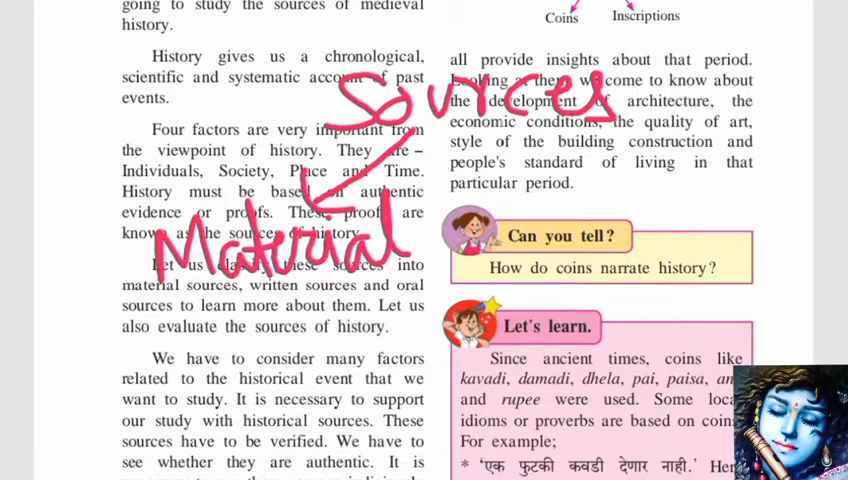 going to study the sources of medieval
history.
History gives us a chronological,
scientific and systematic account of past
events.
Four factors are very important from
the viewpoint of history. They are –
Individuals, Society, Place and Time.
History must be based on authentic
evidence or proofs. These proofs are
known as the sources of history.
Let us classify these sources into
material sources, written sources and oral
sources to learn more about them. Let us
also evaluate the sources of history.
We have to consider many factors
related to the historical event that we
want to study. It is necessary to support
our study with historical sources. These
sources have to be verified. We have to
see whether they are authentic. It is
Sources
Material
Coins Inscriptions
all provide insights about that period.
Looking at them, we come to know about
the development of architecture, the
economic conditions, the quality of art,
style of the building construction and
people's standard of living in that
particular period.
Can you tell?
How do coins narrate history?
Let's learn.
Since ancient times, coins like
kavadi, damadi, dhela, pai, paisa,
and rupee were used. Some
idioms or proverbs are based on
For example;
* 'एक फुटकी कवडी देणार नाही.'